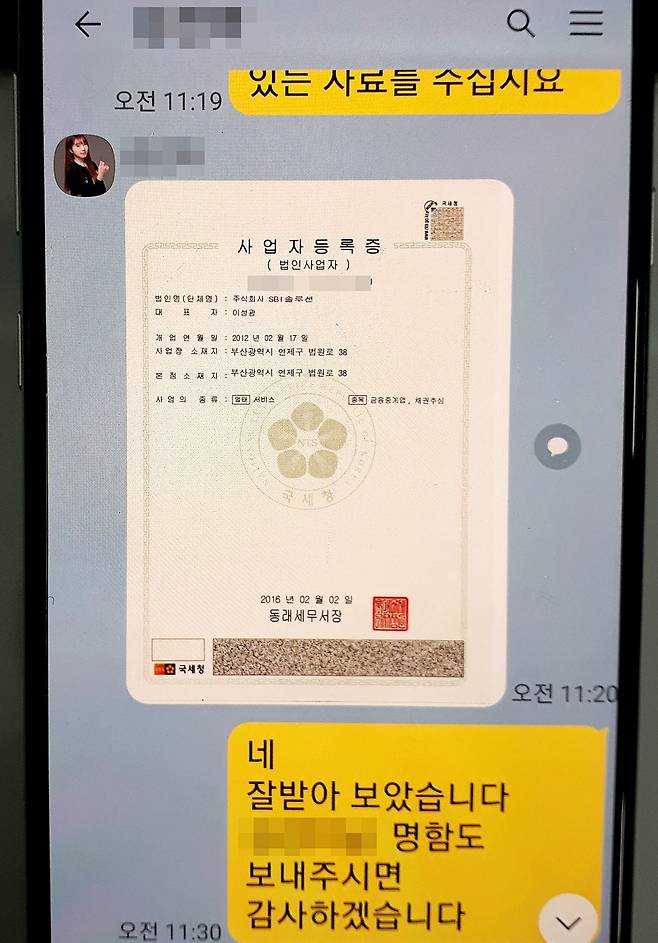 있는 자료를 주십시요
오전 11:19
국세청
사업자등록증
( 법인사업자 )
법인명(단체명) : 주식회사 SBI솔루션
대 표 자 : 이성광
개 업 연 월 일 : 2012 년 02 월 17 일
사업장 소재지 : 부산광역시 연제구 법원로 38
본 점 소 재 지 : 부산광역시 연제구 법원로 38
사 업 의 종 류 : 업태 서비스 종목 금융중계업, 채권추심
NTS
국세청
2016 년 02 월 02 일
동래세무서장
국세청
오전 11:20
네
잘받아 보았습니다
명함도
보내주시면
감사하겠습니다
오전 11:30